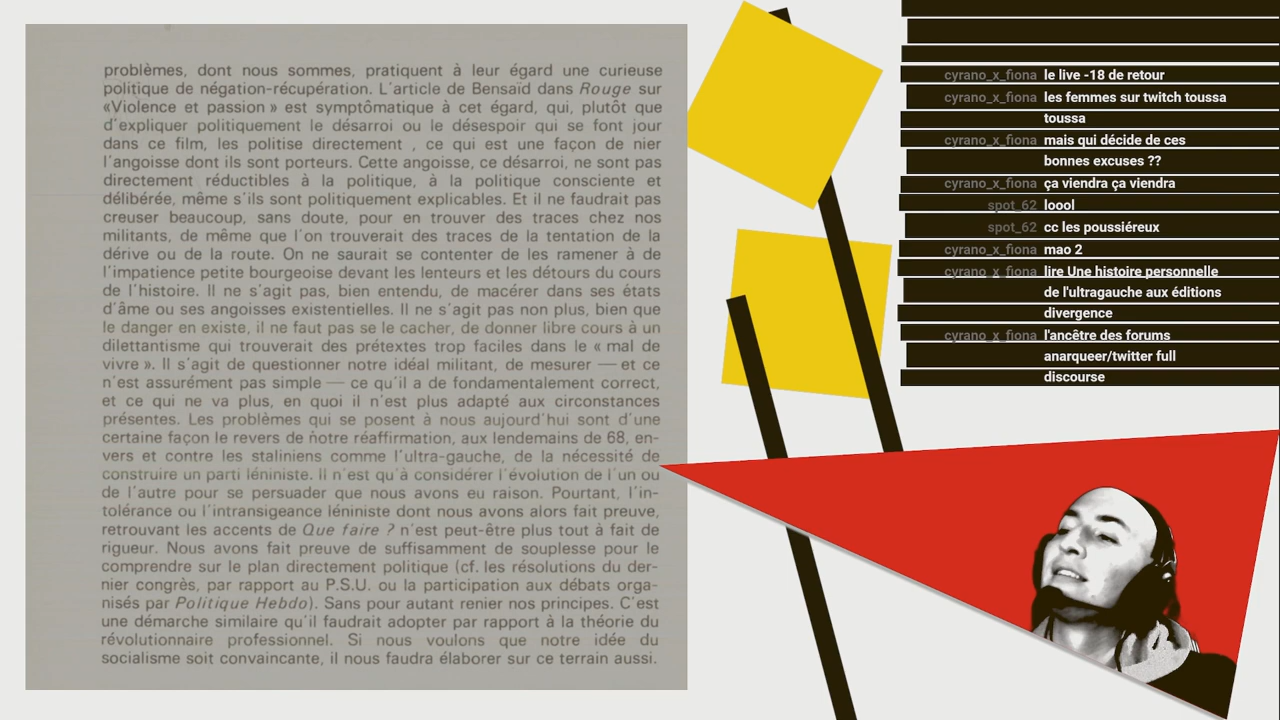 problèmes, dont nous sommes, pratiquent à leur égard une curieuse
politique de négation-récupération. L'article de Bensaïd dans Rouge sur
«Violence et passion » est symptômatique à cet égard, qui, plutôt que
d'expliquer politiquement le désarroi ou le désespoir qui se font jour
dans ce film, les politise directement : ce qui est une façon de nier
l'angoisse dont ils sont porteurs. Cette angoisse, ce désarroi, ne sont pas
directement réductibles à la politique, à la politique consciente et
délibérée, même s'ils sont politiquement explicables. Et il ne faudrait pas
creuser beaucoup, sans doute, pour en trouver des traces chez nos
militants, de même que l'on trouverait des traces de la tentation de la
dérive ou de la route. On ne saurait se contenter de les ramener à de
l'impatience petite bourgeoise devant les lenteurs et les détours du cours
de l'histoire. Il ne s'agit pas, bien entendu, de macérer dans ses états
d'âme ou ses angoisses existentielles. Il ne s'agit pas non plus, bien que
le danger en existe, il ne faut pas se le cacher, de donner libre cours à un
dilettantisme qui trouverait des prétextes trop faciles dans le « mal de
vivre ». Il s'agit de questionner notre idéal militant, de mesurer — et ce
n'est assurément pas simple — ce qu'il a de fondamentalement correct,
et ce qui ne va plus, en quoi il n'est plus adapté aux circonstances
présentes. Les problèmes qui se posent à nous aujourd'hui sont d'une
certaine façon le revers de notre réaffirmation, aux lendemains de 68, en-
vers et contre les staliniens comme l'ultra-gauche, de la nécessité de
construire un parti léniniste. Il n'est qu'à considérer l'évolution de l'un ou
de l'autre pour se persuader que nous avons eu raison. Pourtant, l'in-
tolérance ou l'intransigeance léniniste dont nous avons alors fait preuve,
retrouvant les accents de Que faire ? n'est peut-être plus tout à fait de
rigueur. Nous avons fait preuve de suffisamment de souplesse pour le
comprendre sur le plan directement politique (cf. les résolutions du der-
nier congrès, par rapport au P.S.U. ou la participation aux débats orga-
nisés par Politique Hebdo). Sans pour autant renier nos principes. C'est
une démarche similaire qu'il faudrait adopter par rapport à la théorie du
révolutionnaire professionnel. Si nous voulons que notre idée du
socialisme soit convaincante, il nous faudra élaborer sur ce terrain aussi.
cyrano_x_fiona le live -18 de retour
cyrano_x_fiona les femmes sur twitch toussa
toussa
cyrano_x_fiona mais qui décide de ces
bonnes excuses ??
cyrano_x_fiona ça viendra ça viendra
spot_62 loool
spot_62 cc les poussiéreux
cyrano_x_fiona mao 2
cyrano_x_fiona lire Une histoire personnelle
de l'ultragauche aux éditions
divergence
cyrano_x_fiona l'ancêtre des forums
anarqueer/twitter full
discourse